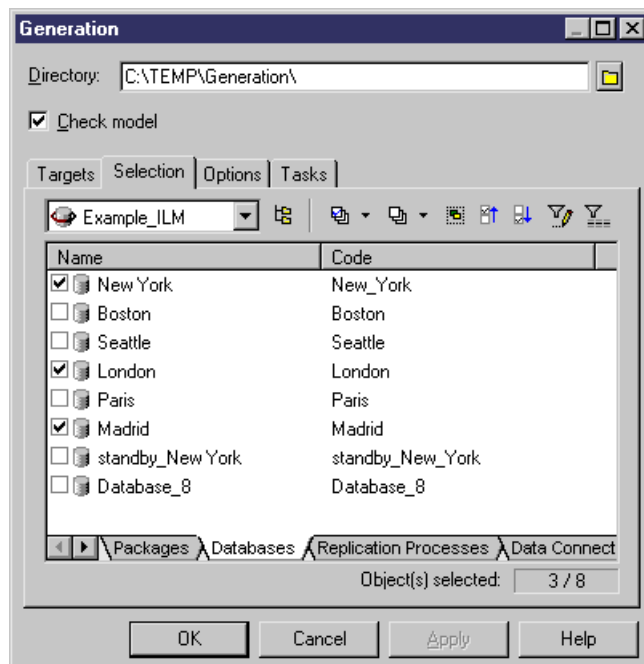 Generation
Directory: C:\TEMP\Generation\
Check model
Targets Selection Options Tasks
Example_ILM
Name Code
New York New_York
Boston Boston
Seattle Seattle
London London
Paris Paris
Madrid Madrid
standby_New York standby_New_York
Database_8 Database_8
Packages Databases Replication Processes Data Connect
Object(s) selected: 3 / 8
OK Cancel Apply Help